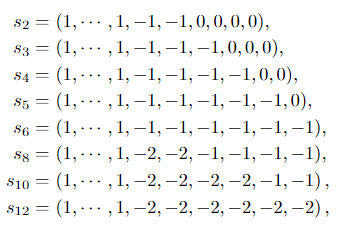 s₂ = (1, ⋯ , 1, −1, −1, 0, 0, 0, 0),
s₃ = (1, ⋯ , 1, −1, −1, −1, 0, 0, 0),
s₄ = (1, ⋯ , 1, −1, −1, −1, −1, 0, 0),
s₅ = (1, ⋯ , 1, −1, −1, −1, −1, −1, 0),
s₆ = (1, ⋯ , 1, −1, −1, −1, −1, −1, −1),
s₈ = (1, ⋯ , 1, −2, −2, −1, −1, −1, −1),
s₁₀ = (1, ⋯ , 1, −2, −2, −2, −2, −1, −1) ,
s₁₂ = (1, ⋯ , 1, −2, −2, −2, −2, −2, −2) ,